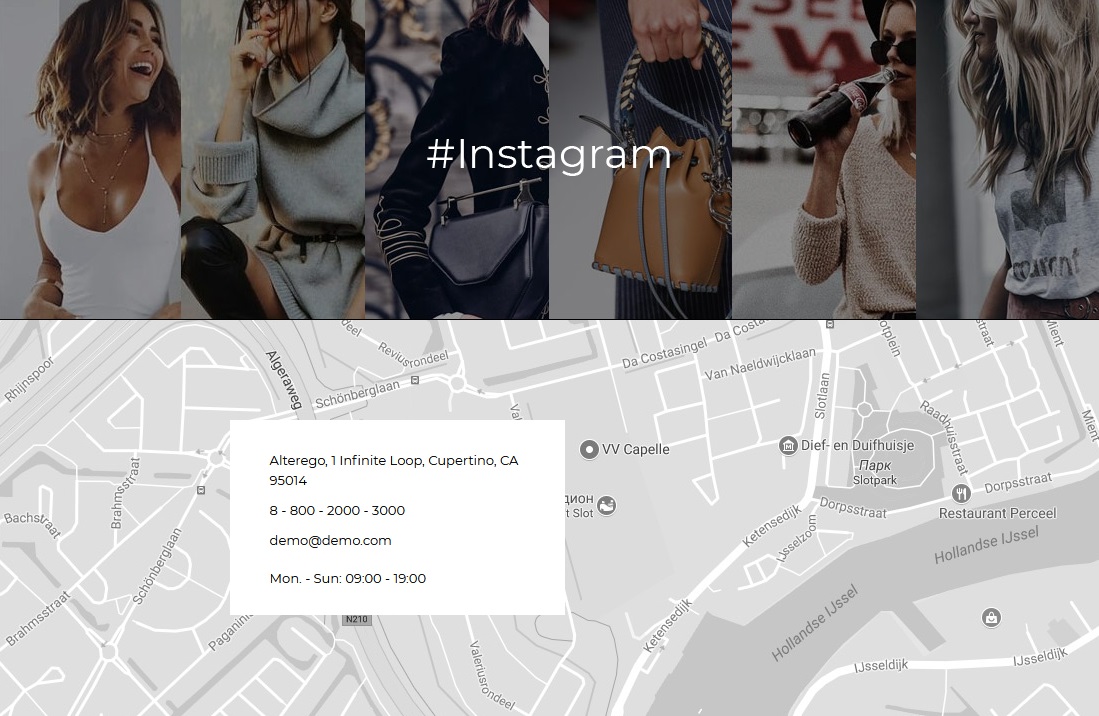 #Instagram
Rhijnspoor
Algeraweg
Reviusrondeel
Schönberglaan
Da Costasingel
Da Costa
Van Naeldwijcklaan
Slotlaan
Raadhuisstraat
Mient
Mient
VV Capelle
Dief- en Duifhuisje
Парк
Slotpark
Alterego, 1 Infinite Loop, Cupertino, CA
95014
8 - 800 - 2000 - 3000
demo@demo.com
Mon. - Sun: 09:00 - 19:00
Brahmsstraat
Bachstraat
Schönberglaan
Brahmsstraat
t Slot
Dorpsstraat
Dorpsstraat
Restaurant Perceel
Ketensedijk
IJsselzoom
Hollandse IJssel
Hollandse IJssel
Ketensedijk
N210
Valeriusrondeel
IJsseldijk
IJsseldijk